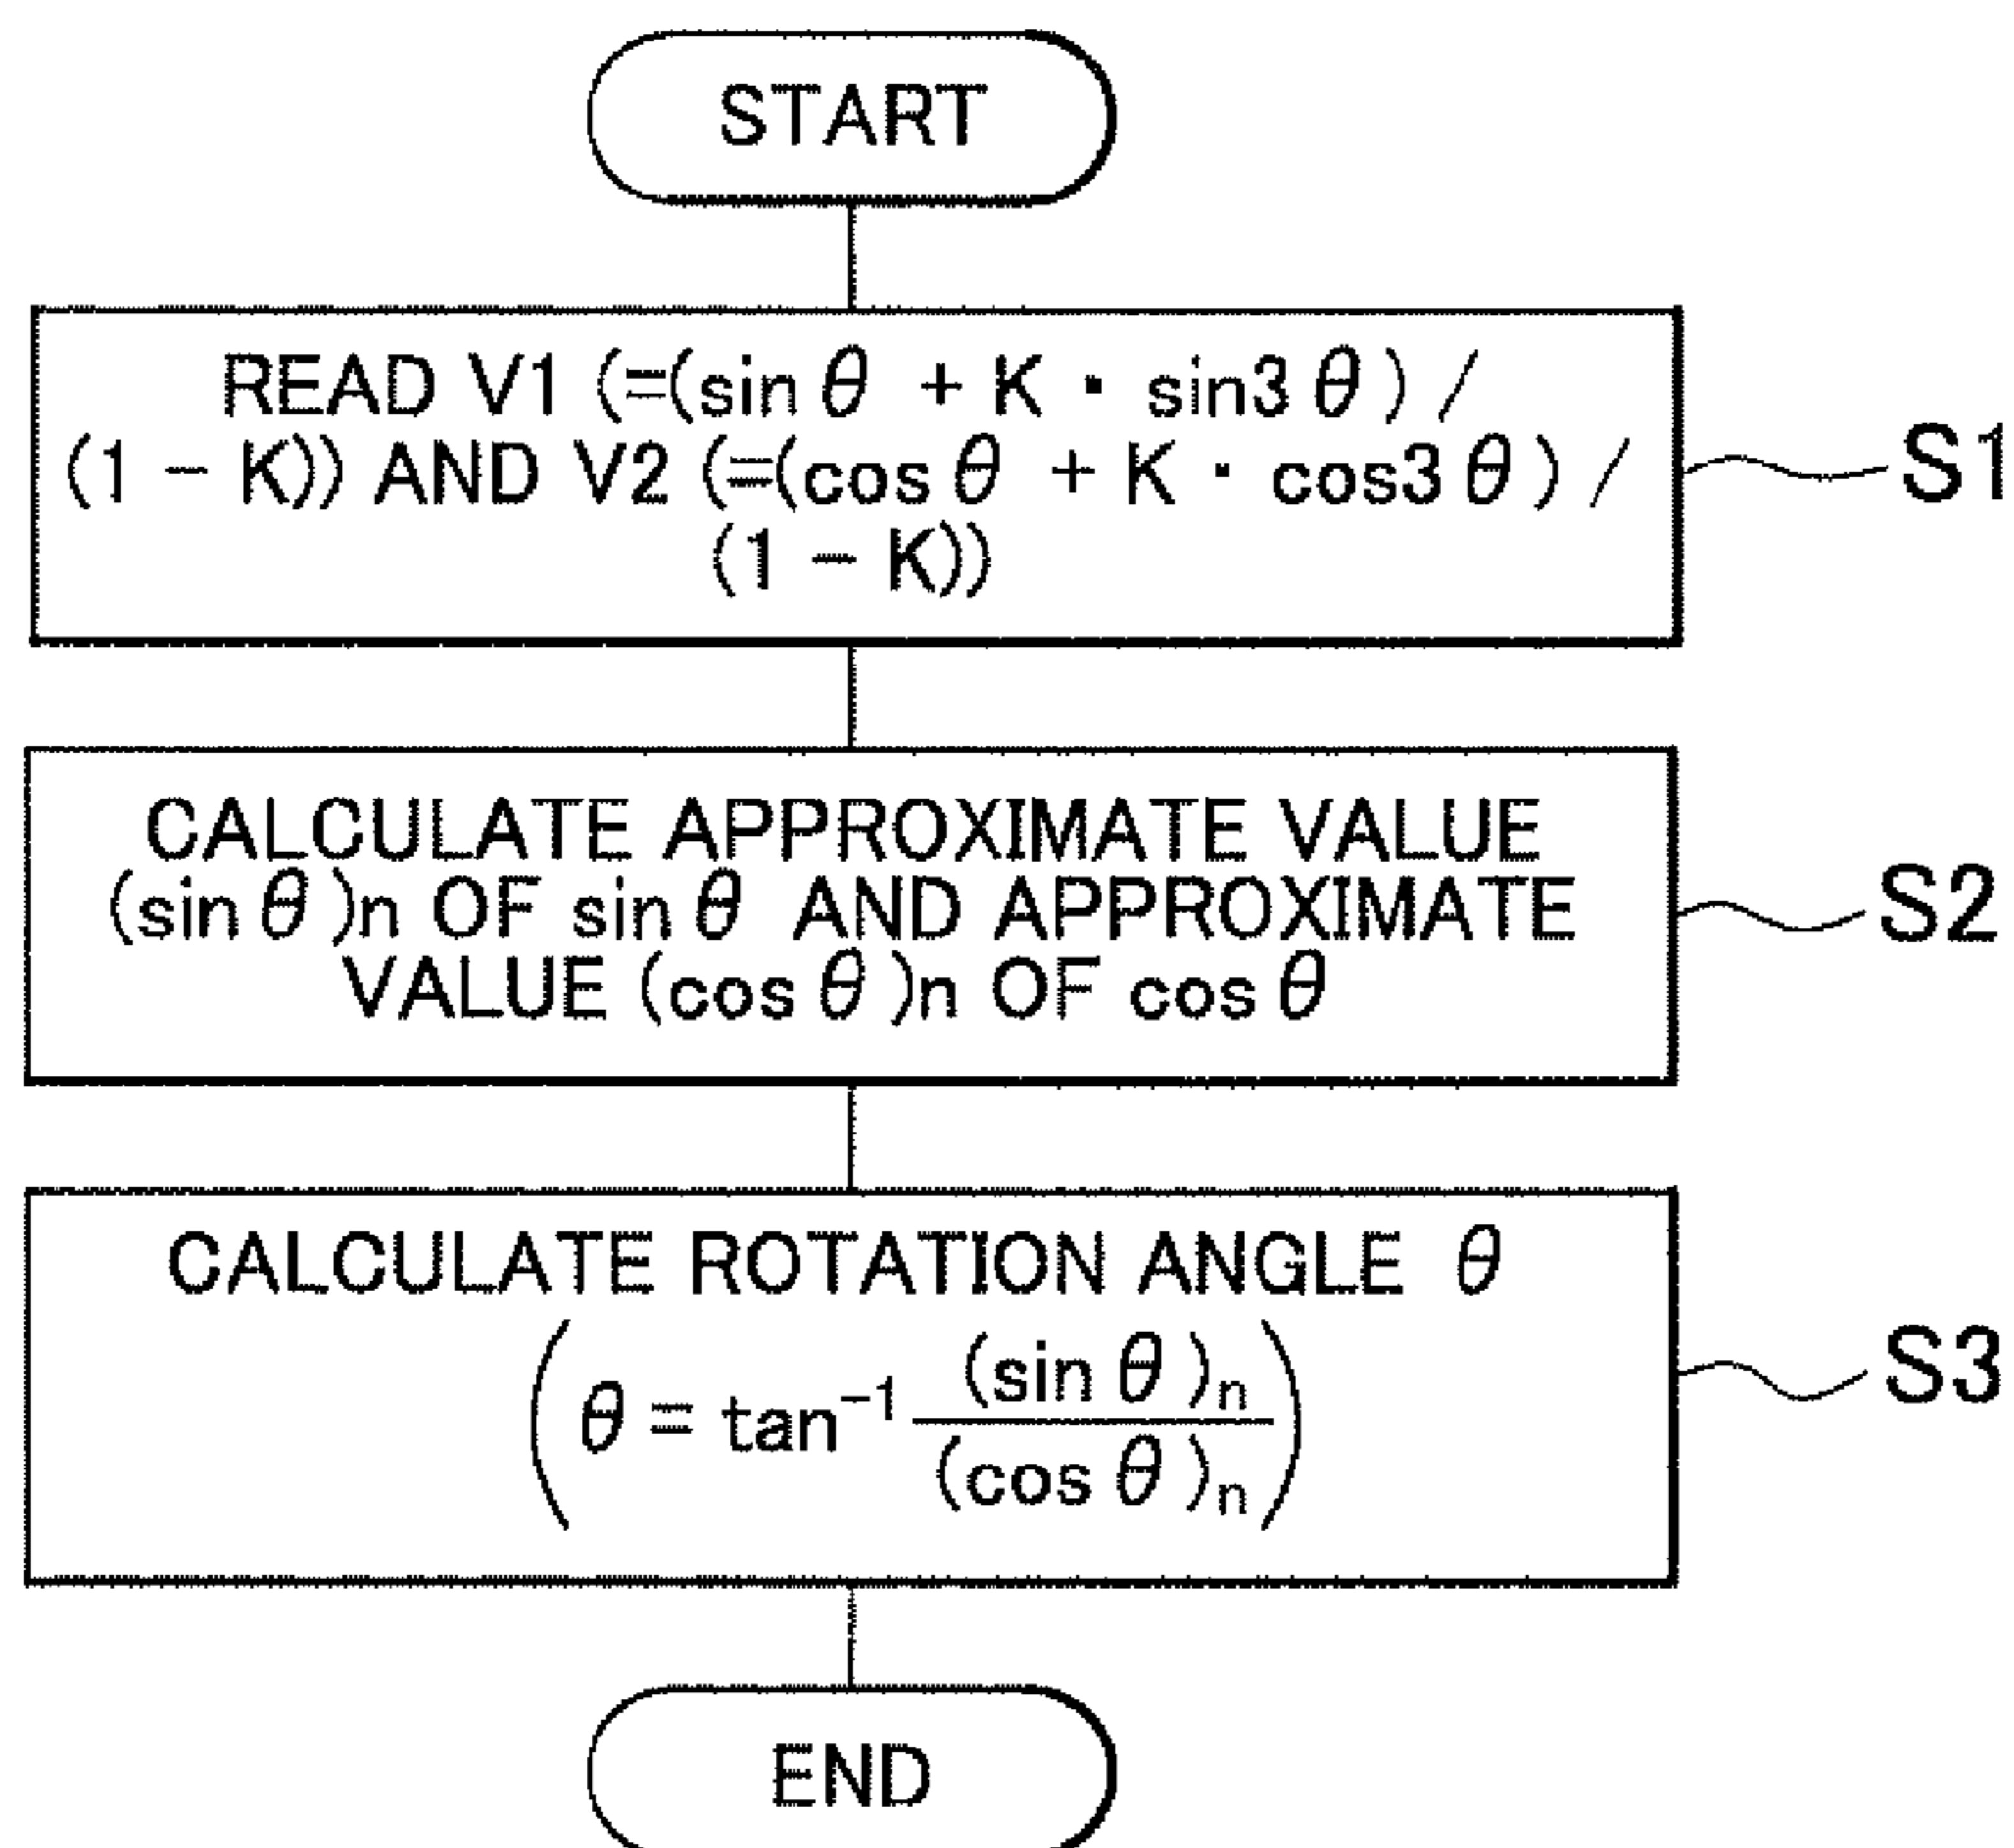 START
READ V1 (=(sin θ + K・sin3 θ) /
(1 − K)) AND V2 (=(cos θ + K・cos3 θ) /
(1 − K))
S1
CALCULATE APPROXIMATE VALUE
(sin θ)n OF sin θ AND APPROXIMATE
VALUE (cos θ)n OF cos θ
S2
CALCULATE ROTATION ANGLE θ
(θ = tan⁻¹ (sin θ)ₙ / (cos θ)ₙ)
S3
END